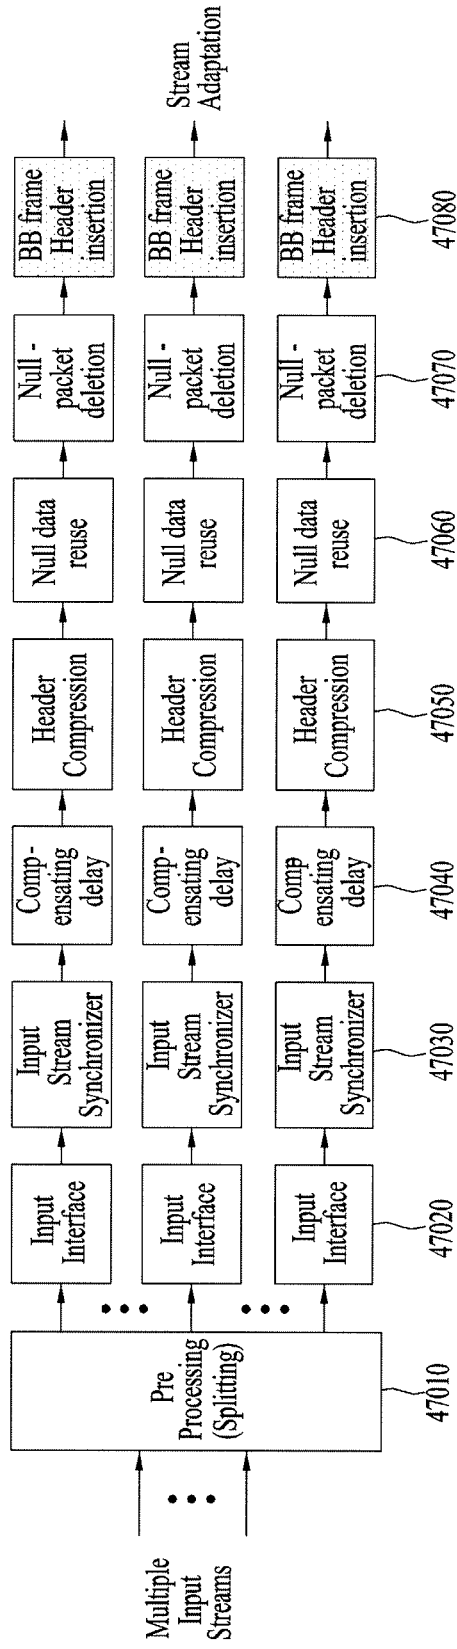 Multiple
Input
Streams
Pre
Processing
(Splitting)
47010
Input
Interface
Input
Stream
Synchronizer
Comp-
ensating
delay
Header
Compression
Null data
reuse
Null -
packet
deletion
BB frame
Header
insertion
Input
Interface
Input
Stream
Synchronizer
Comp-
ensating
delay
Header
Compression
Null data
reuse
Null -
packet
deletion
BB frame
Header
insertion
Stream
Adaptation
Input
Interface
Input
Stream
Synchronizer
Comp-
ensating
delay
Header
Compression
Null data
reuse
Null -
packet
deletion
BB frame
Header
insertion
47020
47030
47040
47050
47060
47070
47080